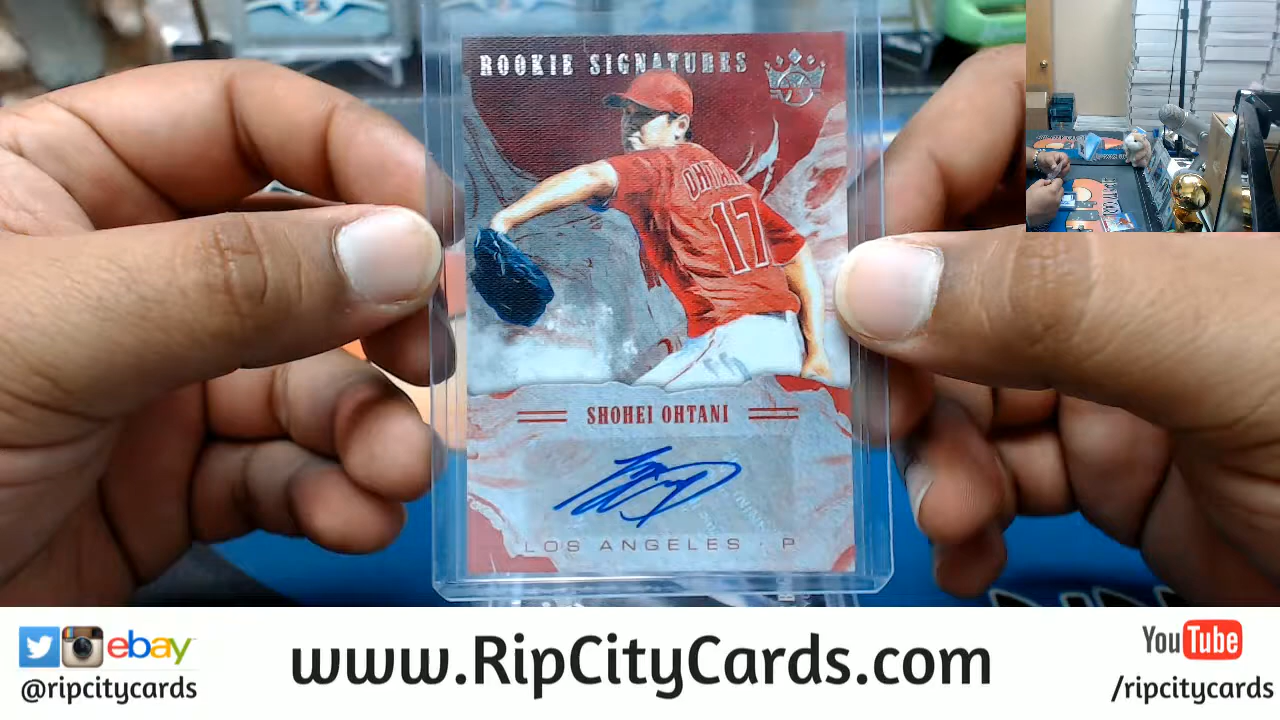 ROOKIE SIGNATURES
OHTANI
17
SHOHEI OHTANI
LOS ANGELES · P
ebay
@ripcitycards
www.RipCityCards.com
YouTube
/ripcitycards